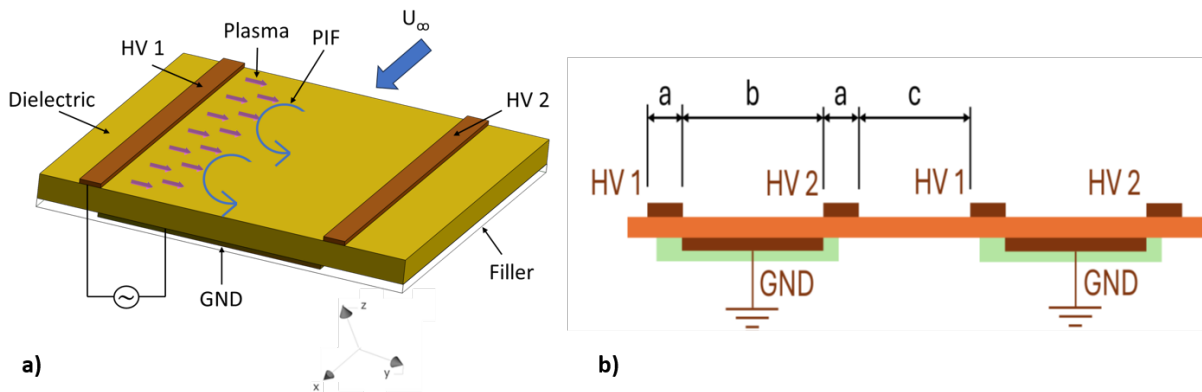 Plasma PIF U∞
HV 1
Dielectric
HV 2
GND
Filler
z
x y
a)
a b a c
HV 1 HV 2 HV 1 HV 2
GND GND
b)